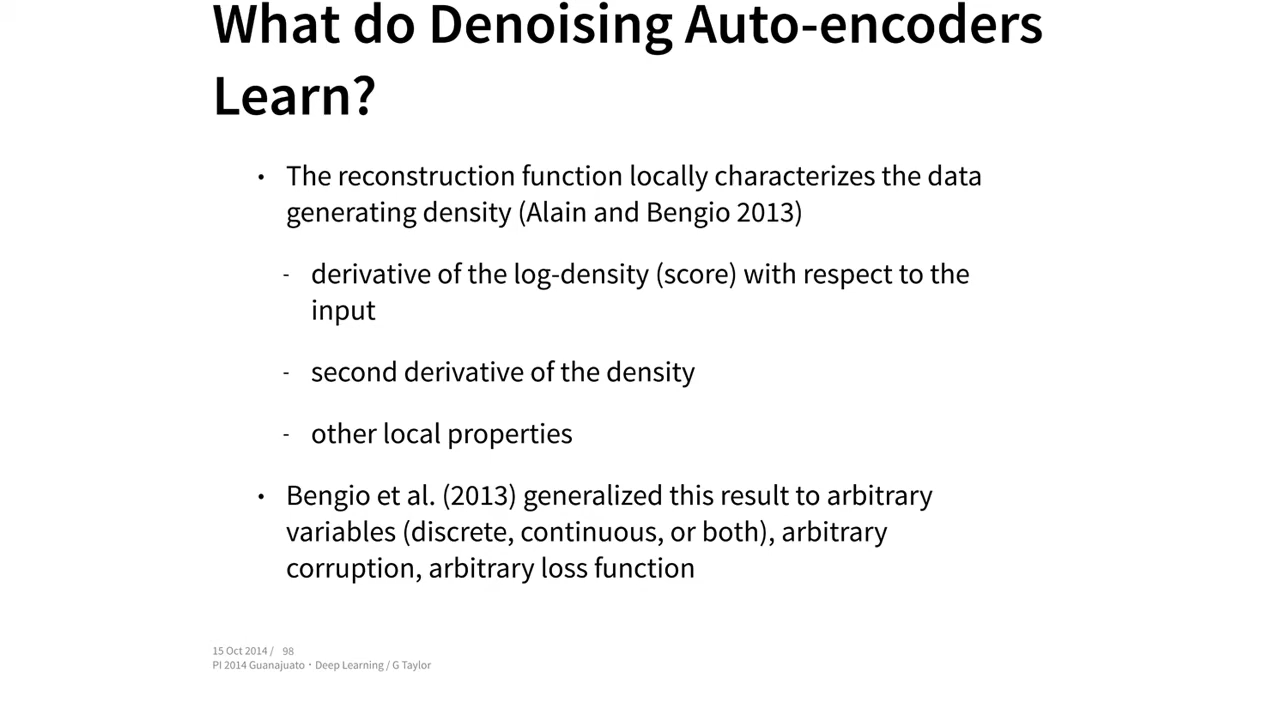 What do Denoising Auto-encoders
Learn?
• The reconstruction function locally characterizes the data
generating density (Alain and Bengio 2013)
- derivative of the log-density (score) with respect to the
input
- second derivative of the density
- other local properties
• Bengio et al. (2013) generalized this result to arbitrary
variables (discrete, continuous, or both), arbitrary
corruption, arbitrary loss function
15 Oct 2014 / 98
PI 2014 Guanajuato · Deep Learning / G Taylor